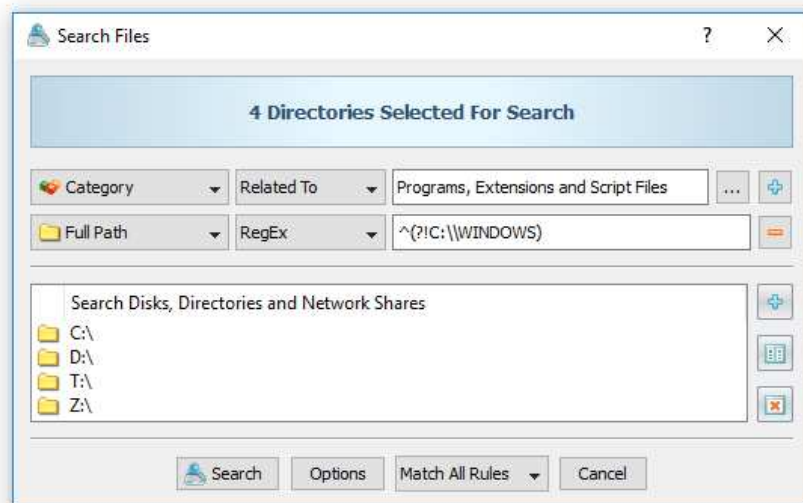 Search Files ?
4 Directories Selected For Search
Category Related To Programs, Extensions and Script Files ...
Full Path RegEx ^(?!C:\\WINDOWS)
Search Disks, Directories and Network Shares
C:\
D:\
T:\
Z:\
Search Options Match All Rules Cancel